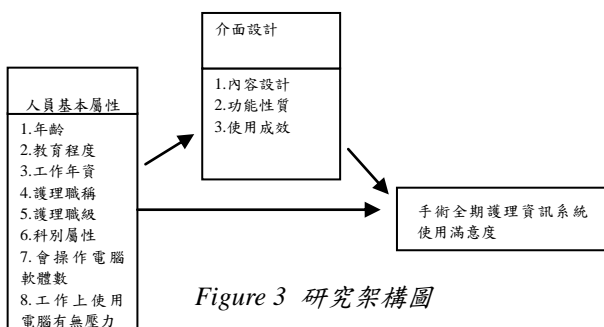 介面設計
1.內容設計
2.功能性質
3.使用成效
人員基本屬性
1.年齡
2.教育程度
3.工作年資
4.護理職稱
5.護理職級
6.科別屬性
7.會操作電腦
軟體數
8.工作上使用
電腦有無壓力
手術全期護理資訊系統
使用滿意度
Figure 3 研究架構圖